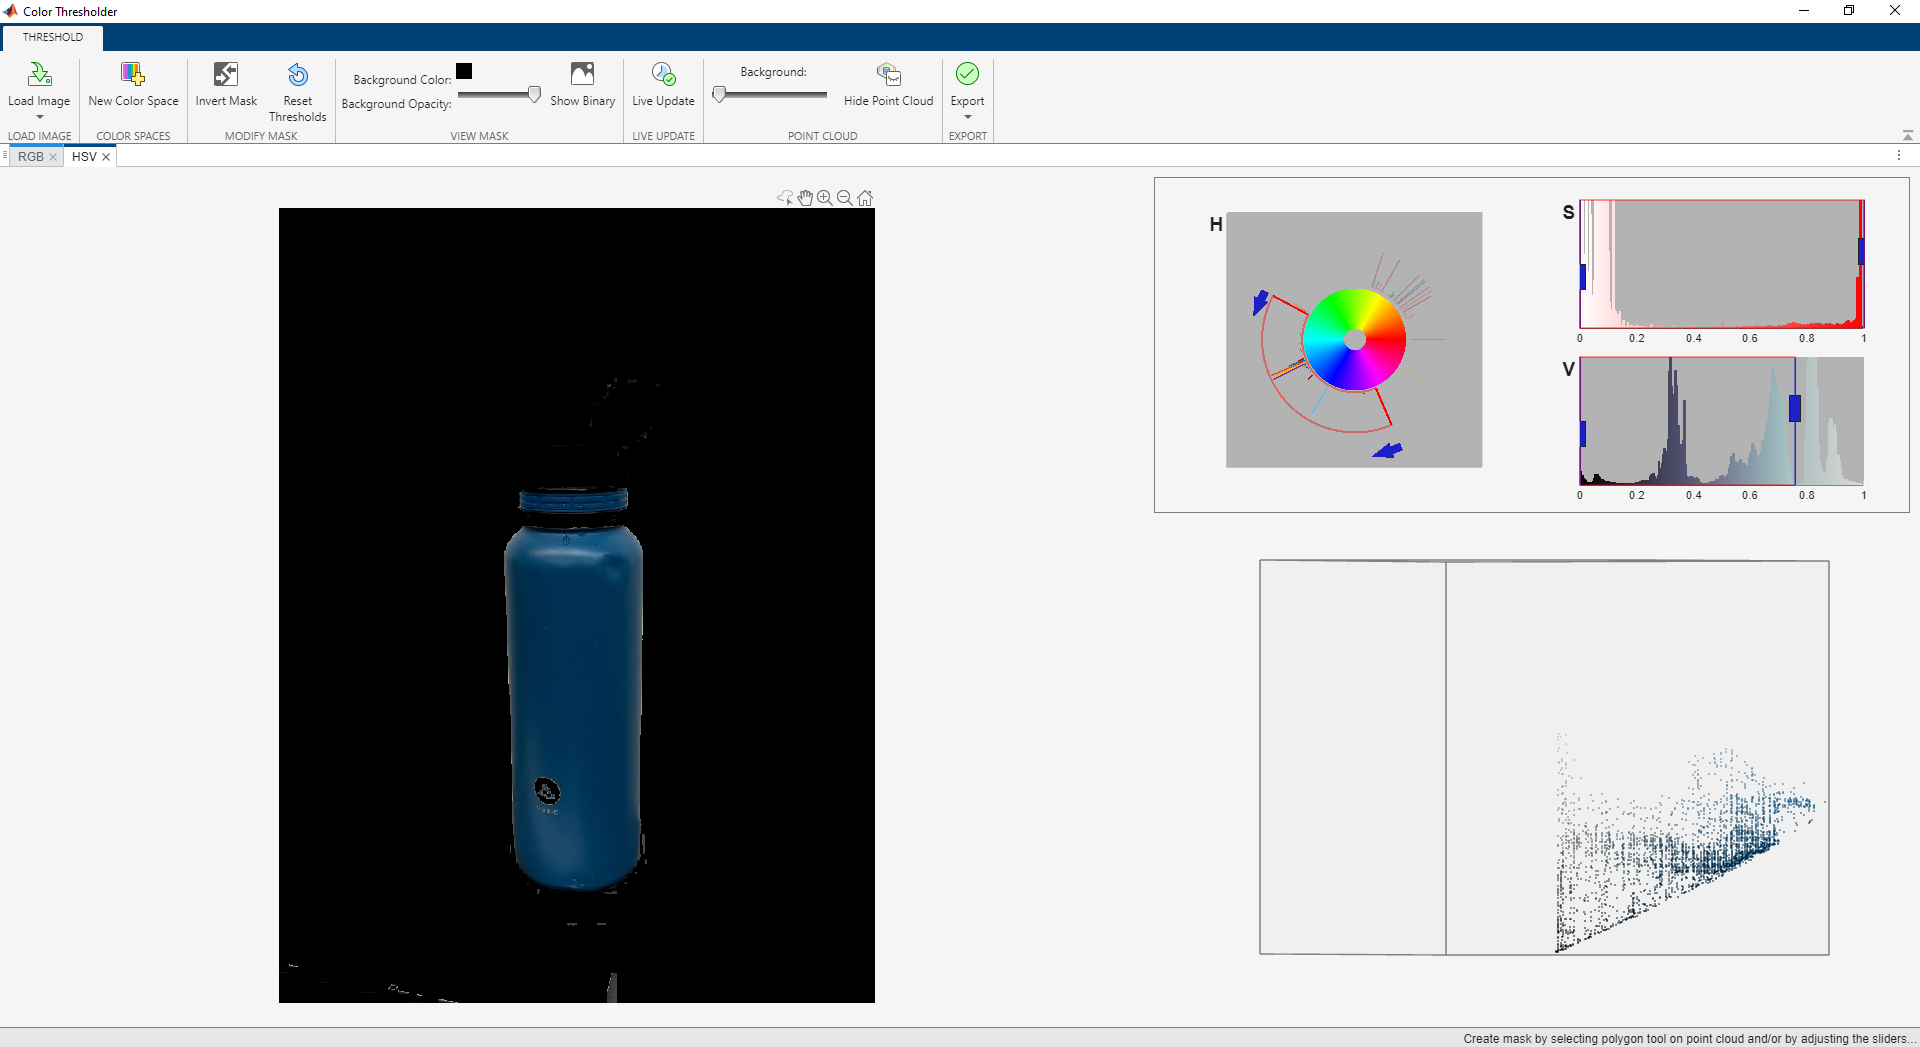 Color Thresholder
THRESHOLD
Load Image
New Color Space
Invert Mask
Reset Thresholds
Background Color:
Background Opacity:
Show Binary
Live Update
Background:
Hide Point Cloud
Export
LOAD IMAGE
COLOR SPACES
MODIFY MASK
VIEW MASK
LIVE UPDATE
POINT CLOUD
EXPORT
RGB
HSV
H
S
0 0.2 0.4 0.6 0.8 1
V
0 0.2 0.4 0.6 0.8 1
Create mask by selecting polygon tool on point cloud and/or by adjusting the sliders...